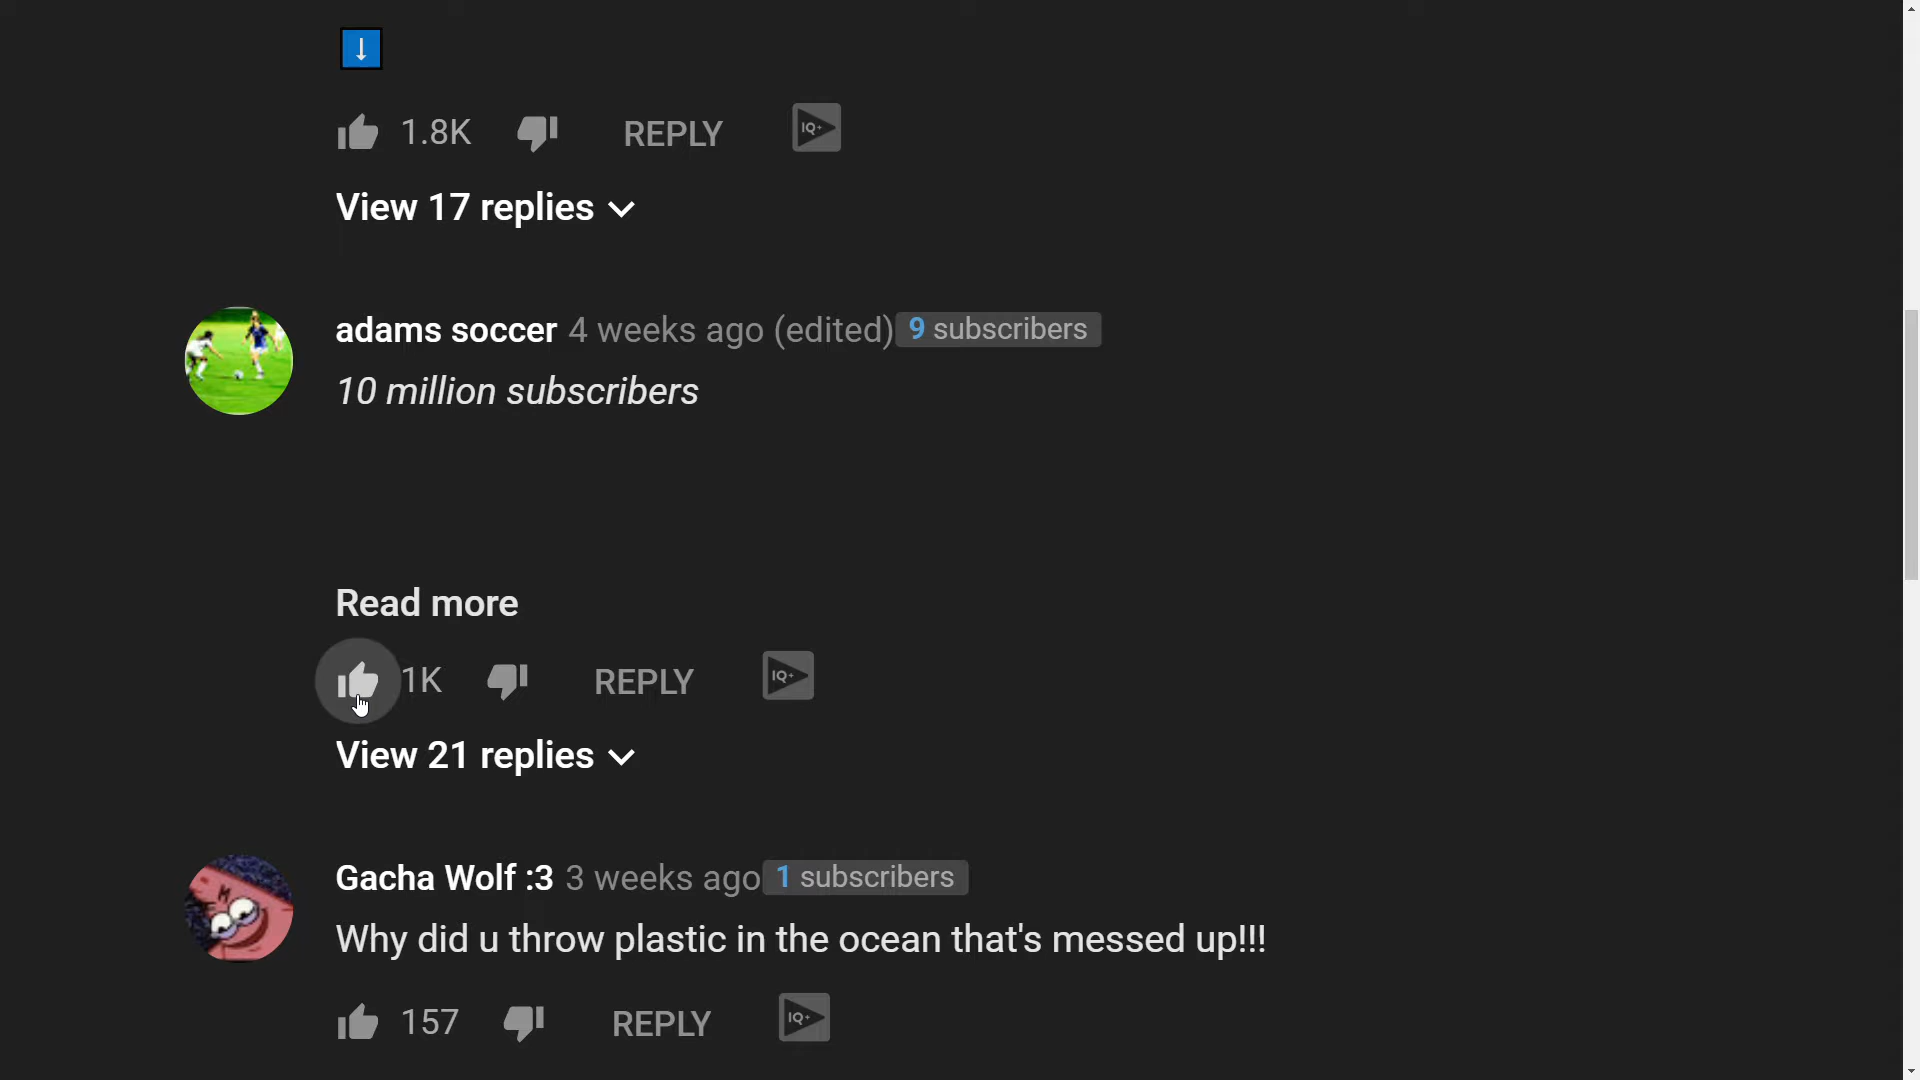 ↓
1.8K REPLY IQ+
View 17 replies
adams soccer 4 weeks ago (edited) 9 subscribers
10 million subscribers
Read more
1K REPLY IQ+
View 21 replies
Gacha Wolf :3 3 weeks ago 1 subscribers
Why did u throw plastic in the ocean that's messed up!!!
157 REPLY IQ+